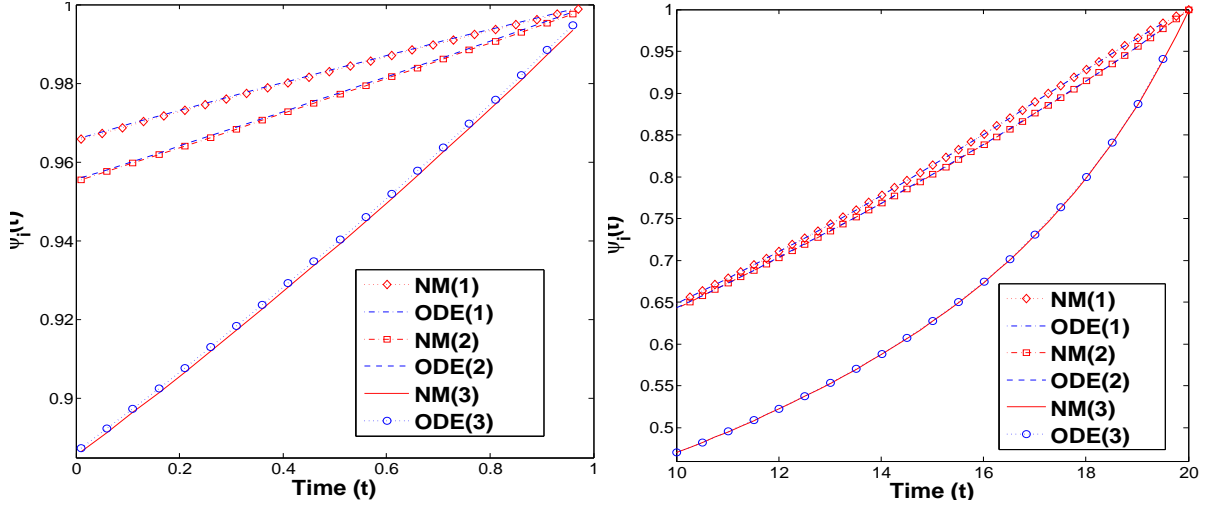 1
0.98
0.96
0.94
0.92
0.9
ψi(t)
0
0.2
0.4
0.6
0.8
1
Time (t)
NM(1)
ODE(1)
NM(2)
ODE(2)
NM(3)
ODE(3)
1
0.95
0.9
0.85
0.8
0.75
0.7
0.65
0.6
0.55
0.5
ψi(t)
10
12
14
16
18
20
Time (t)
NM(1)
ODE(1)
NM(2)
ODE(2)
NM(3)
ODE(3)